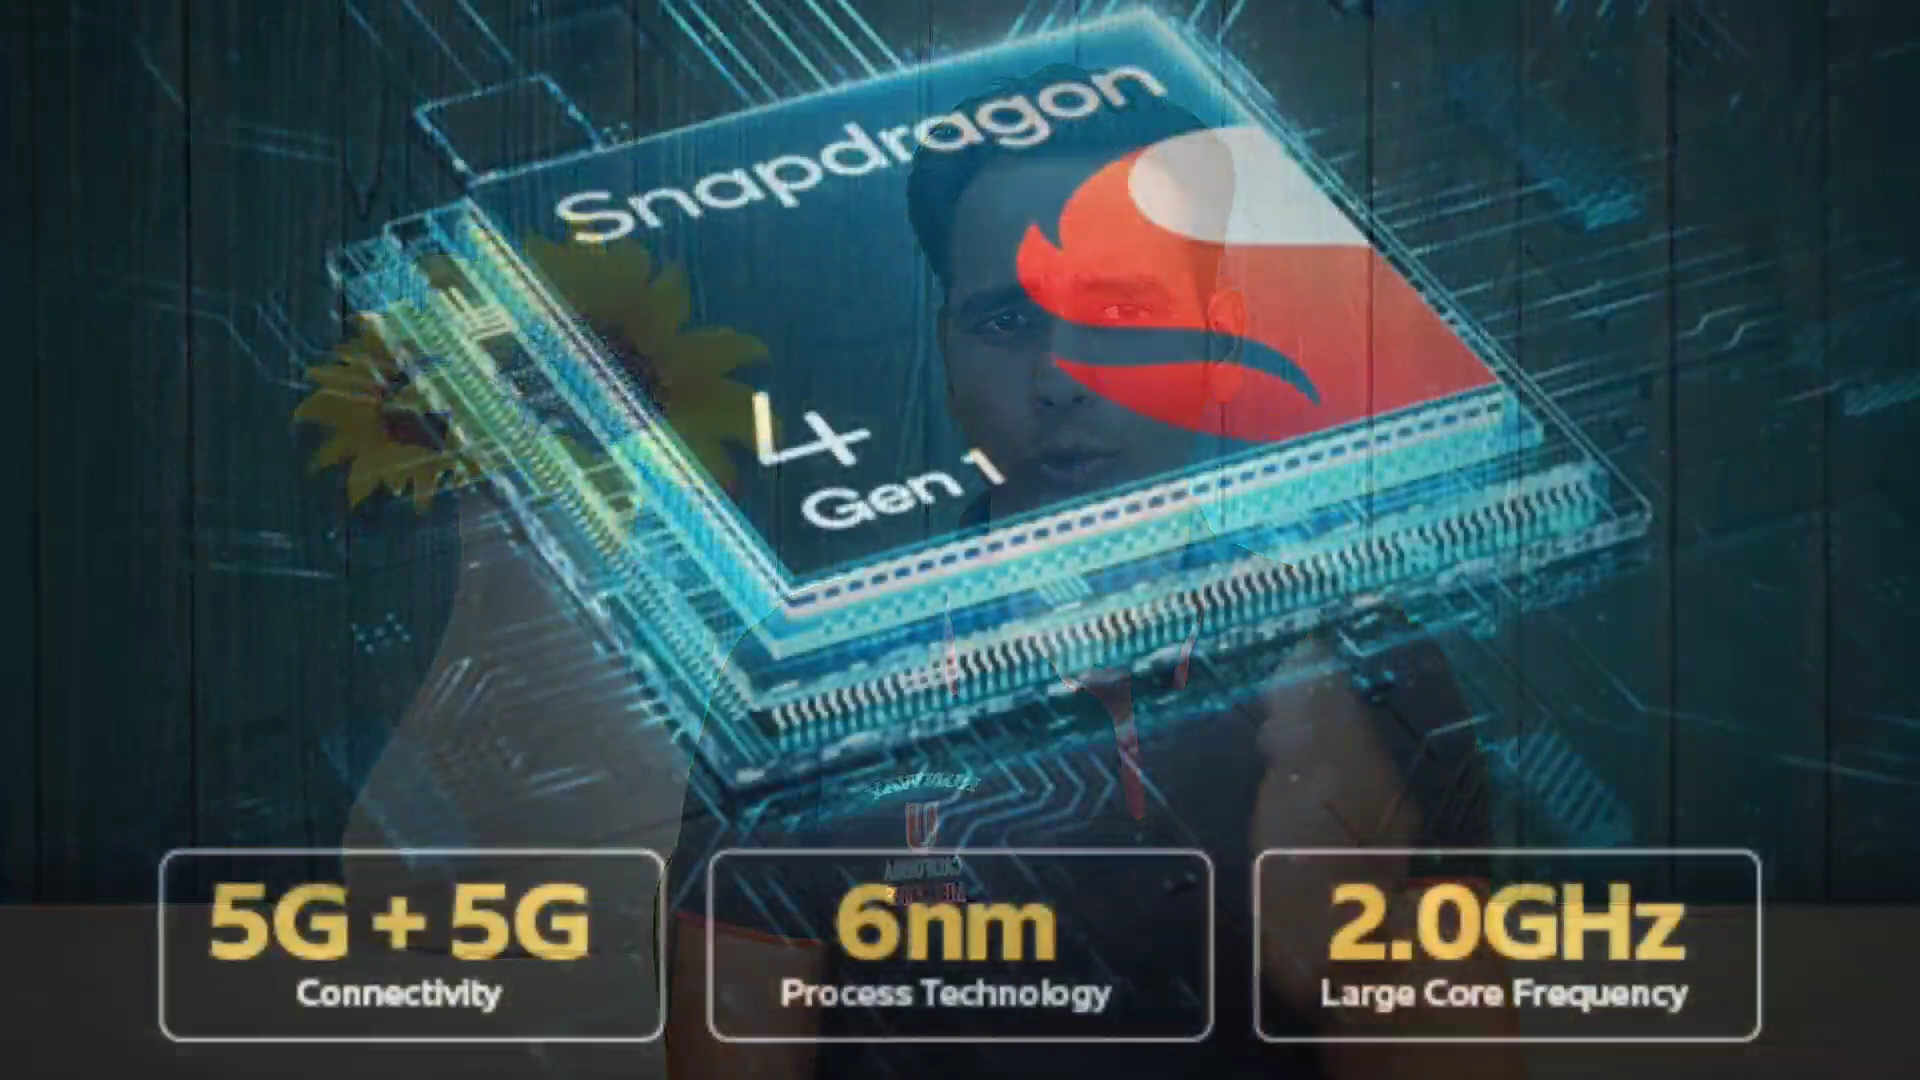 Snapdragon
4
Gen 1
5G + 5G
Connectivity
6nm
Process Technology
2.0GHz
Large Core Frequency